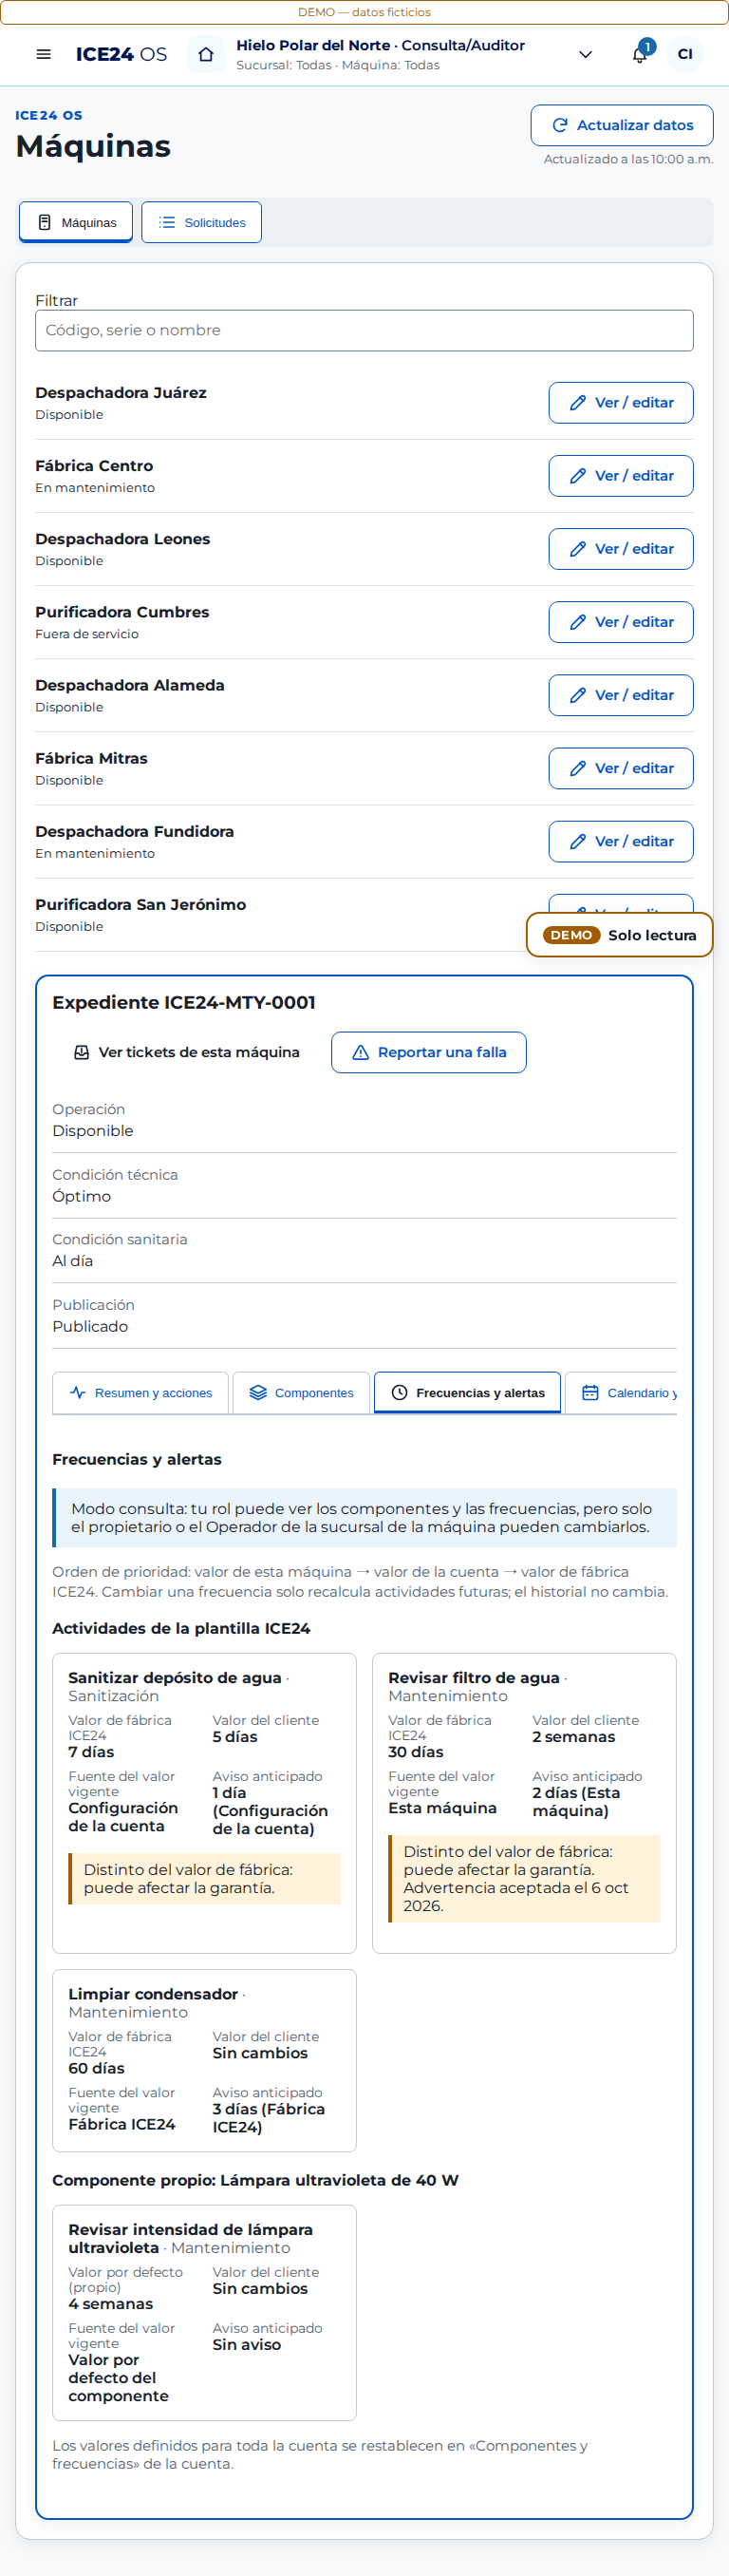 DEMO — datos ficticios
ICE24 OS
Hielo Polar del Norte · Consulta/Auditor
Sucursal: Todas · Máquina: Todas
1
CI
ICE24 OS
Máquinas
Actualizar datos
Actualizado a las 10:00 a.m.
Máquinas
Solicitudes
Filtrar
Código, serie o nombre
Despachadora Juárez
Disponible
Ver / editar
Fábrica Centro
En mantenimiento
Ver / editar
Despachadora Leones
Disponible
Ver / editar
Purificadora Cumbres
Fuera de servicio
Ver / editar
Despachadora Alameda
Disponible
Ver / editar
Fábrica Mitras
Disponible
Ver / editar
Despachadora Fundidora
En mantenimiento
Ver / editar
Purificadora San Jerónimo
Disponible
DEMO Solo lectura
Expediente ICE24-MTY-0001
Ver tickets de esta máquina
Reportar una falla
Operación
Disponible
Condición técnica
Óptimo
Condición sanitaria
Al día
Publicación
Publicado
Resumen y acciones
Componentes
Frecuencias y alertas
Calendario y
Frecuencias y alertas
Modo consulta: tu rol puede ver los componentes y las frecuencias, pero solo
el propietario o el Operador de la sucursal de la máquina pueden cambiarlos.
Orden de prioridad: valor de esta máquina → valor de la cuenta → valor de fábrica
ICE24. Cambiar una frecuencia solo recalcula actividades futuras; el historial no cambia.
Actividades de la plantilla ICE24
Sanitizar depósito de agua ·
Sanitización
Valor de fábrica
ICE24
7 días
Valor del cliente
5 días
Fuente del valor
vigente
Configuración
de la cuenta
Aviso anticipado
1 día
(Configuración
de la cuenta)
Distinto del valor de fábrica:
puede afectar la garantía.
Revisar filtro de agua ·
Mantenimiento
Valor de fábrica
ICE24
30 días
Valor del cliente
2 semanas
Fuente del valor
vigente
Esta máquina
Aviso anticipado
2 días (Esta
máquina)
Distinto del valor de fábrica:
puede afectar la garantía.
Advertencia aceptada el 6 oct
2026.
Limpiar condensador ·
Mantenimiento
Valor de fábrica
ICE24
60 días
Valor del cliente
Sin cambios
Fuente del valor
vigente
Fábrica ICE24
Aviso anticipado
3 días (Fábrica
ICE24)
Componente propio: Lámpara ultravioleta de 40 W
Revisar intensidad de lámpara
ultravioleta · Mantenimiento
Valor por defecto
(propio)
4 semanas
Valor del cliente
Sin cambios
Fuente del valor
vigente
Valor por
defecto del
componente
Aviso anticipado
Sin aviso
Los valores definidos para toda la cuenta se restablecen en «Componentes y
frecuencias» de la cuenta.